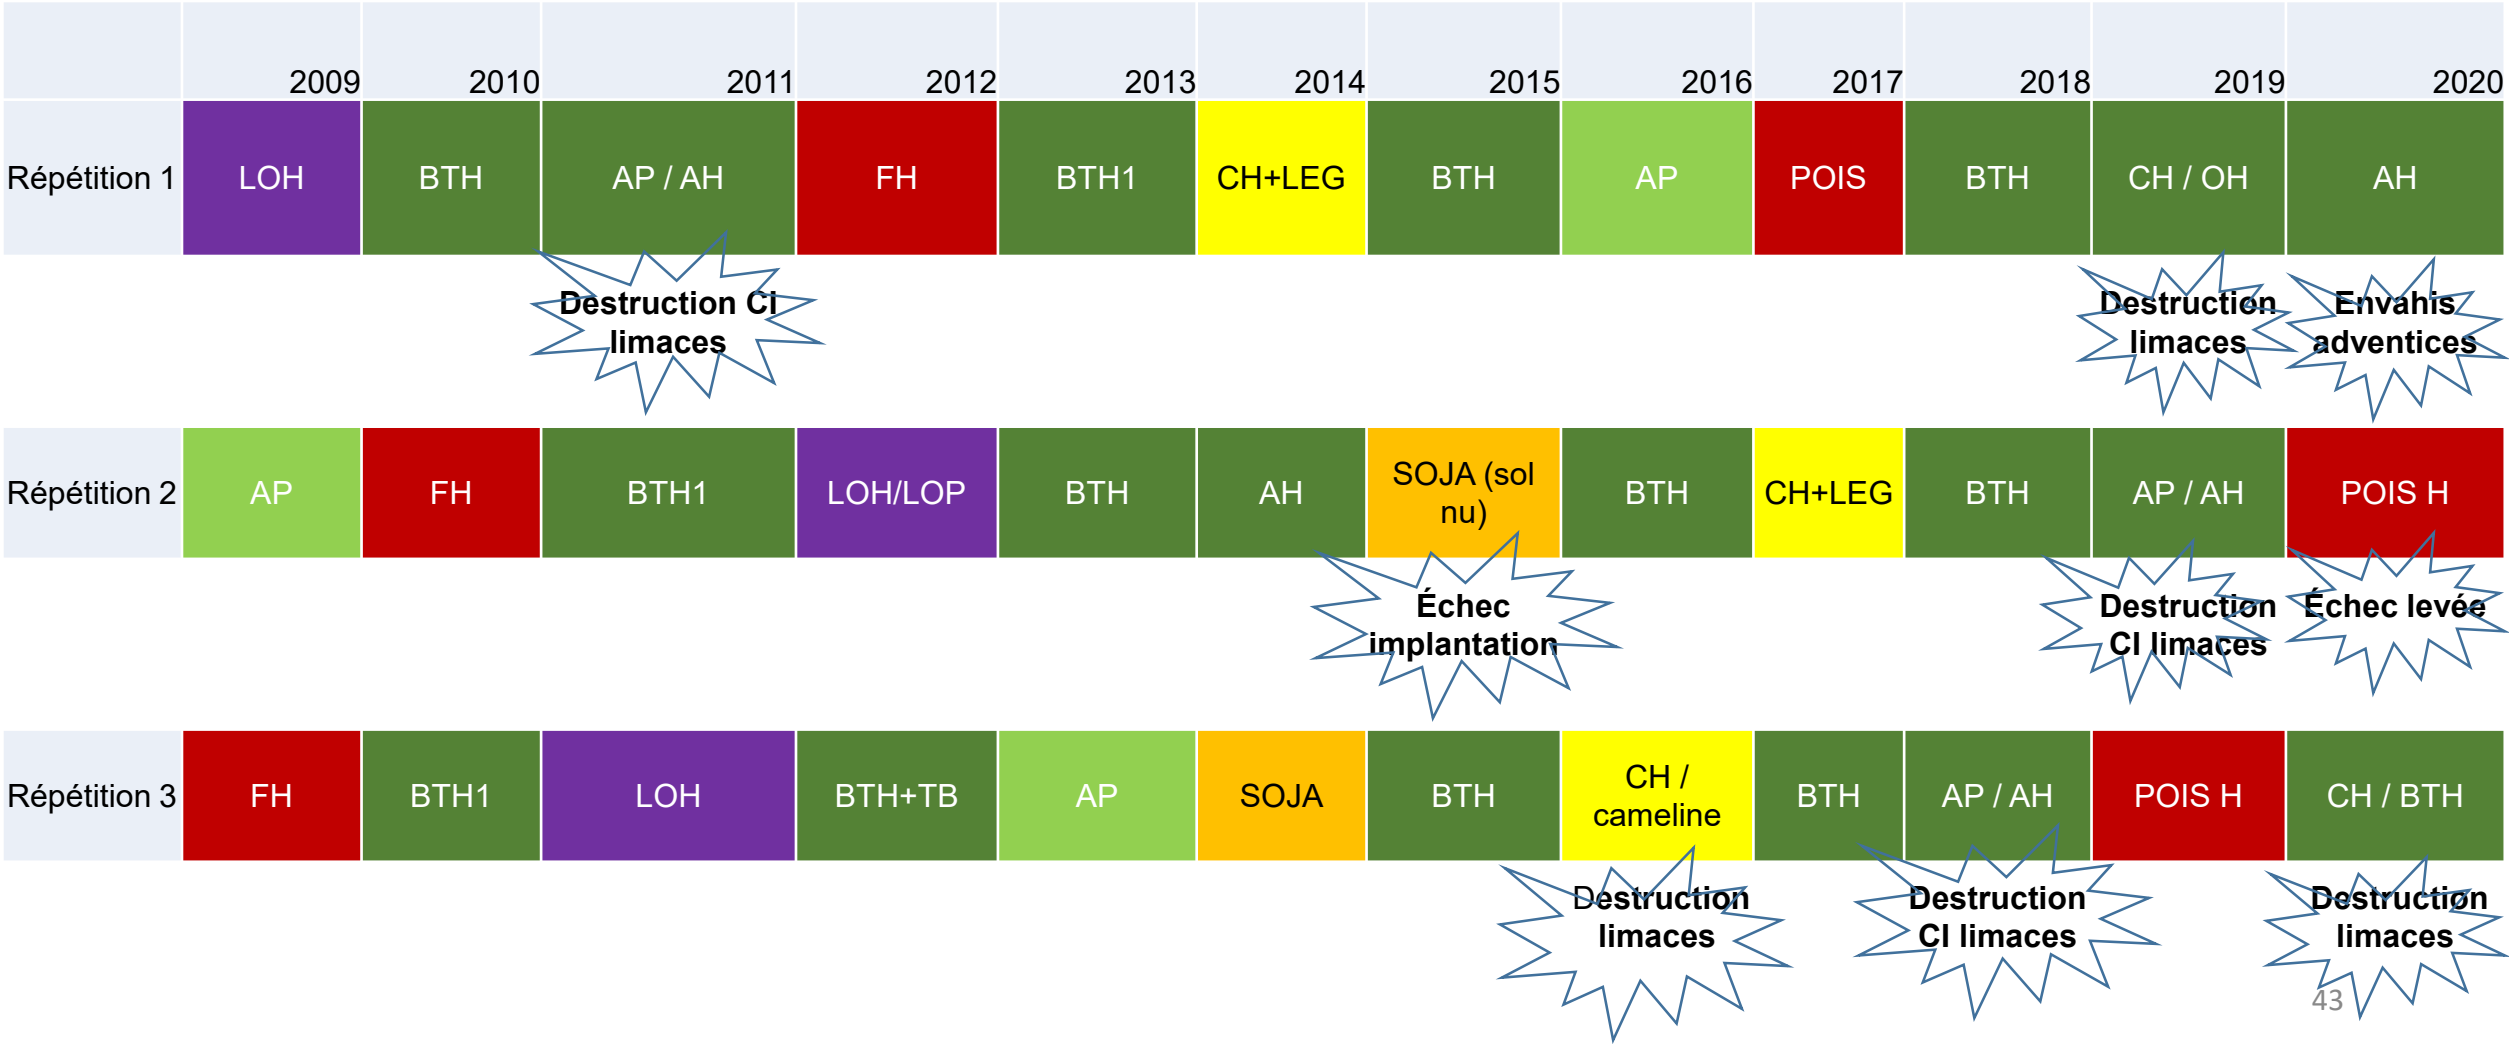 2009 2010 2011 2012 2013 2014 2015 2016 2017 2018 2019 2020
Répétition 1 LOH BTH AP / AH FH BTH1 CH+LEG BTH AP POIS BTH CH / OH AH
Destruction CI
limaces
Destruction
limaces
Envahis
adventices
Répétition 2 AP FH BTH1 LOH/LOP BTH AH SOJA (sol
nu) BTH CH+LEG BTH AP / AH POIS H
Échec
implantation
Destruction
CI limaces
Échec levée
Répétition 3 FH BTH1 LOH BTH+TB AP SOJA BTH CH /
cameline BTH AP / AH POIS H CH / BTH
Destruction
limaces
Destruction
CI limaces
Destruction
limaces
43